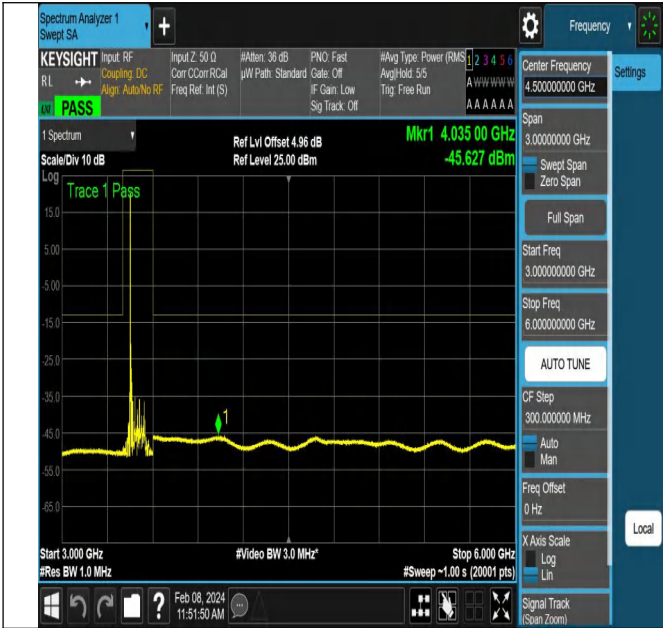 Spectrum Analyzer 1
Swept SA
+
Frequency
KEYSIGHT
RL
PASS
Input: RF
Coupling: DC
Align: Auto/No RF
Input Z: 50 Ω
Corr CCorr RCal
Freq Ref: Int (S)
#Atten: 36 dB
µW Path: Standard
PNO: Fast
Gate: Off
IF Gain: Low
Sig Track: Off
#Avg Type: Power (RMS
Avg|Hold: 5/5
Trig: Free Run
1 2 3 4 5 6
A W W W W W
A A A A A A
1 Spectrum
Scale/Div 10 dB
Log
Ref Lvl Offset 4.96 dB
Ref Level 25.00 dBm
Mkr1 4.035 00 GHz
-45.627 dBm
Trace 1 Pass
15.0
5.00
-5.00
-15.0
-25.0
-35.0
-45.0
-55.0
-65.0
1
Start 3.000 GHz
#Res BW 1.0 MHz
#Video BW 3.0 MHz*
Stop 6.000 GHz
#Sweep ~1.00 s (20001 pts)
?
Feb 08, 2024
11:51:50 AM
Center Frequency
4.500000000 GHz
Settings
Span
3.00000000 GHz
Swept Span
Zero Span
Full Span
Start Freq
3.000000000 GHz
Stop Freq
6.000000000 GHz
AUTO TUNE
CF Step
300.000000 MHz
Auto
Man
Freq Offset
0 Hz
X Axis Scale
Log
Lin
Local
Signal Track
(Span Zoom)